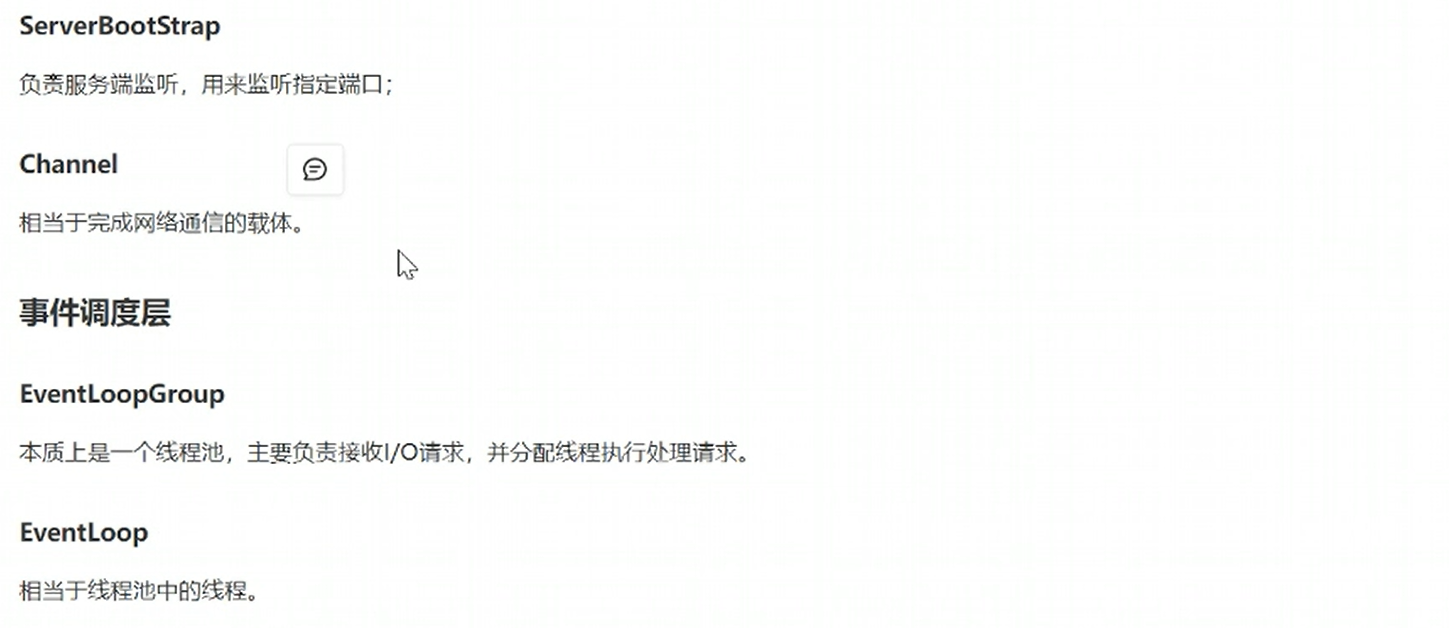 ServerBootStrap
负责服务端监听，用来监听指定端口；
Channel
相当于完成网络通信的载体。
事件调度层
EventLoopGroup
本质上是一个线程池，主要负责接收I/O请求，并分配线程执行处理请求。
EventLoop
相当于线程池中的线程。